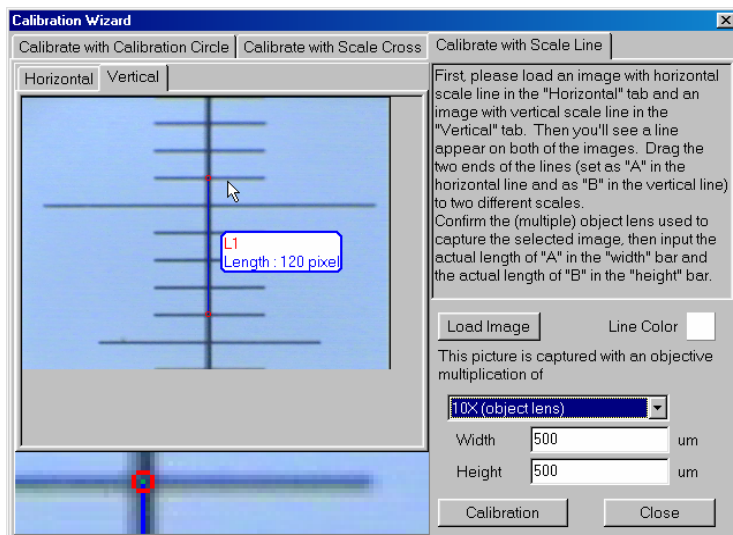 Calibration Wizard
Calibrate with Calibration Circle
Calibrate with Scale Cross
Calibrate with Scale Line
Horizontal
Vertical
L1
Length : 120 pixel
First, please load an image with horizontal
scale line in the "Horizontal" tab and an
image with vertical scale line in the
"Vertical" tab. Then you'll see a line
appear on both of the images. Drag the
two ends of the lines (set as "A" in the
horizontal line and as "B" in the vertical line)
to two different scales.
Confirm the (multiple) object lens used to
capture the selected image, then input the
actual length of "A" in the "width" bar and
the actual length of "B" in the "height" bar.
Load Image
Line Color
This picture is captured with an objective
multiplication of
10X (object lens)
Width 500 um
Height 500 um
Calibration
Close